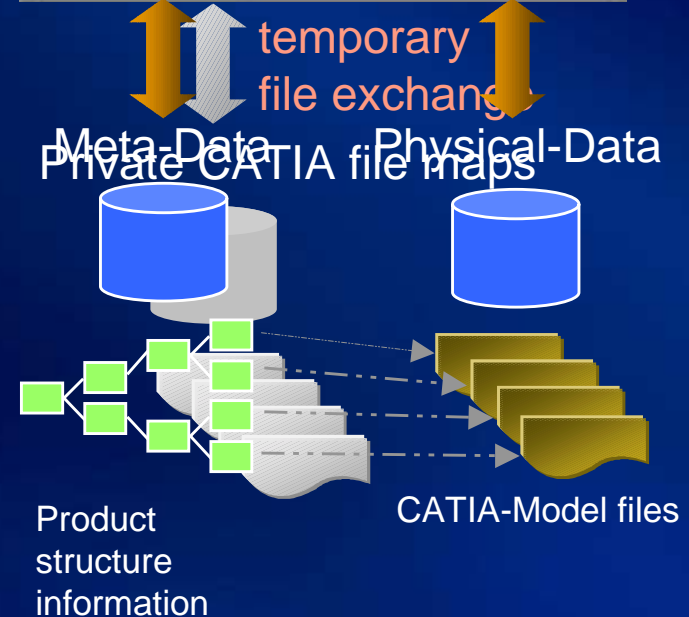 temporary
file exchange
Meta-Data
Physical-Data
Private CATIA file maps
CATIA-Model files
Product
structure
information